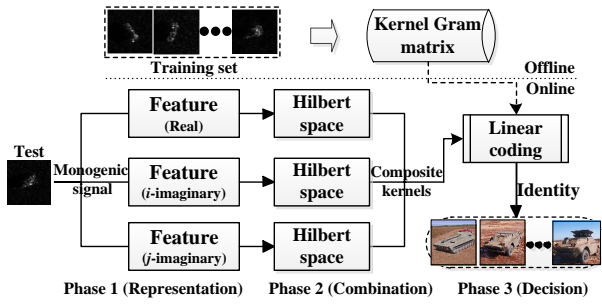 Training set
Kernel Gram
matrix
Offline
Online
Feature
(Real)
Hilbert
space
Linear
coding
Test
Monogenic
signal
Feature
(i-imaginary)
Hilbert
space
Composite
kernels
Identity
Feature
(j-imaginary)
Hilbert
space
Phase 1 (Representation)
Phase 2 (Combination)
Phase 3 (Decision)